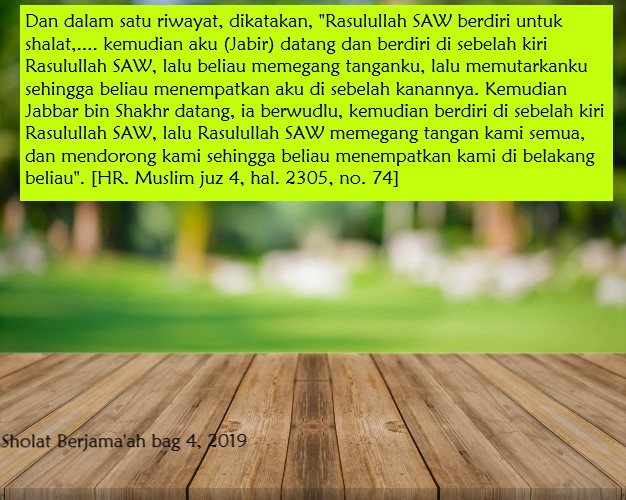 Dan dalam satu riwayat, dikatakan, "Rasulullah SAW berdiri untuk
shalat,.... kemudian aku (Jabir) datang dan berdiri di sebelah kiri
Rasulullah SAW, lalu beliau memegang tanganku, lalu memutarkanku
sehingga beliau menempatkan aku di sebelah kanannya. Kemudian
Jabbar bin Shakhr datang, ia berwudlu, kemudian berdiri di sebelah kiri
Rasulullah SAW, lalu Rasulullah SAW memegang tangan kami semua,
dan mendorong kami sehingga beliau menempatkan kami di belakang
beliau". [HR. Muslim juz 4, hal. 2305, no. 74]
Sholat Berjama'ah bag 4, 2019